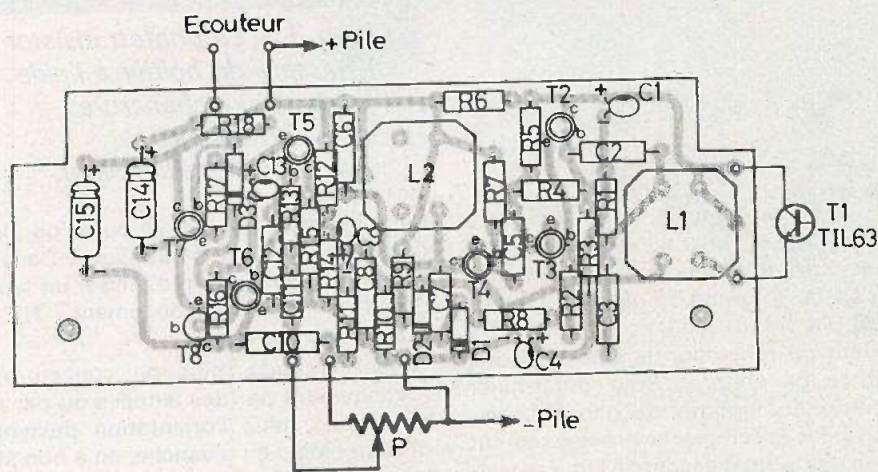 Ecouteur
+Pile
R18
T5
C6
R6
T2
C1
C15
C14
R17
D3
C13
R13
R12
L2
R7
R5
C2
R4
R1
L1
T1
TIL63
T7
T6
C12
R15
R14
C9
C8
R9
C5
T3
R3
T4
R16
T8
C11
C10
R11
R10
D2
C7
D1
R8
C4
R2
C3
P
-Pile